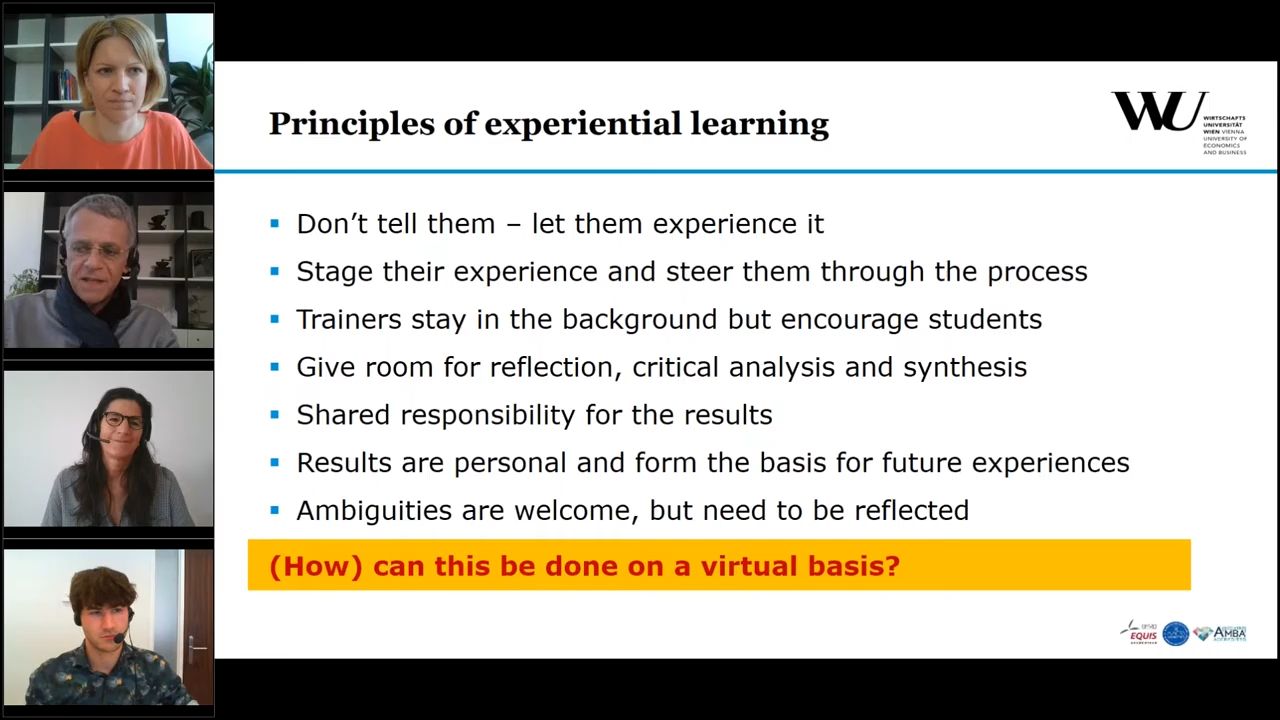 Principles of experiential learning
WU
WIRTSCHAFTS
UNIVERSITÄT
WIEN VIENNA
UNIVERSITY OF
ECONOMICS
AND BUSINESS
▪ Don’t tell them – let them experience it
▪ Stage their experience and steer them through the process
▪ Trainers stay in the background but encourage students
▪ Give room for reflection, critical analysis and synthesis
▪ Shared responsibility for the results
▪ Results are personal and form the basis for future experiences
▪ Ambiguities are welcome, but need to be reflected
(How) can this be done on a virtual basis?
EQUIS
AMBA